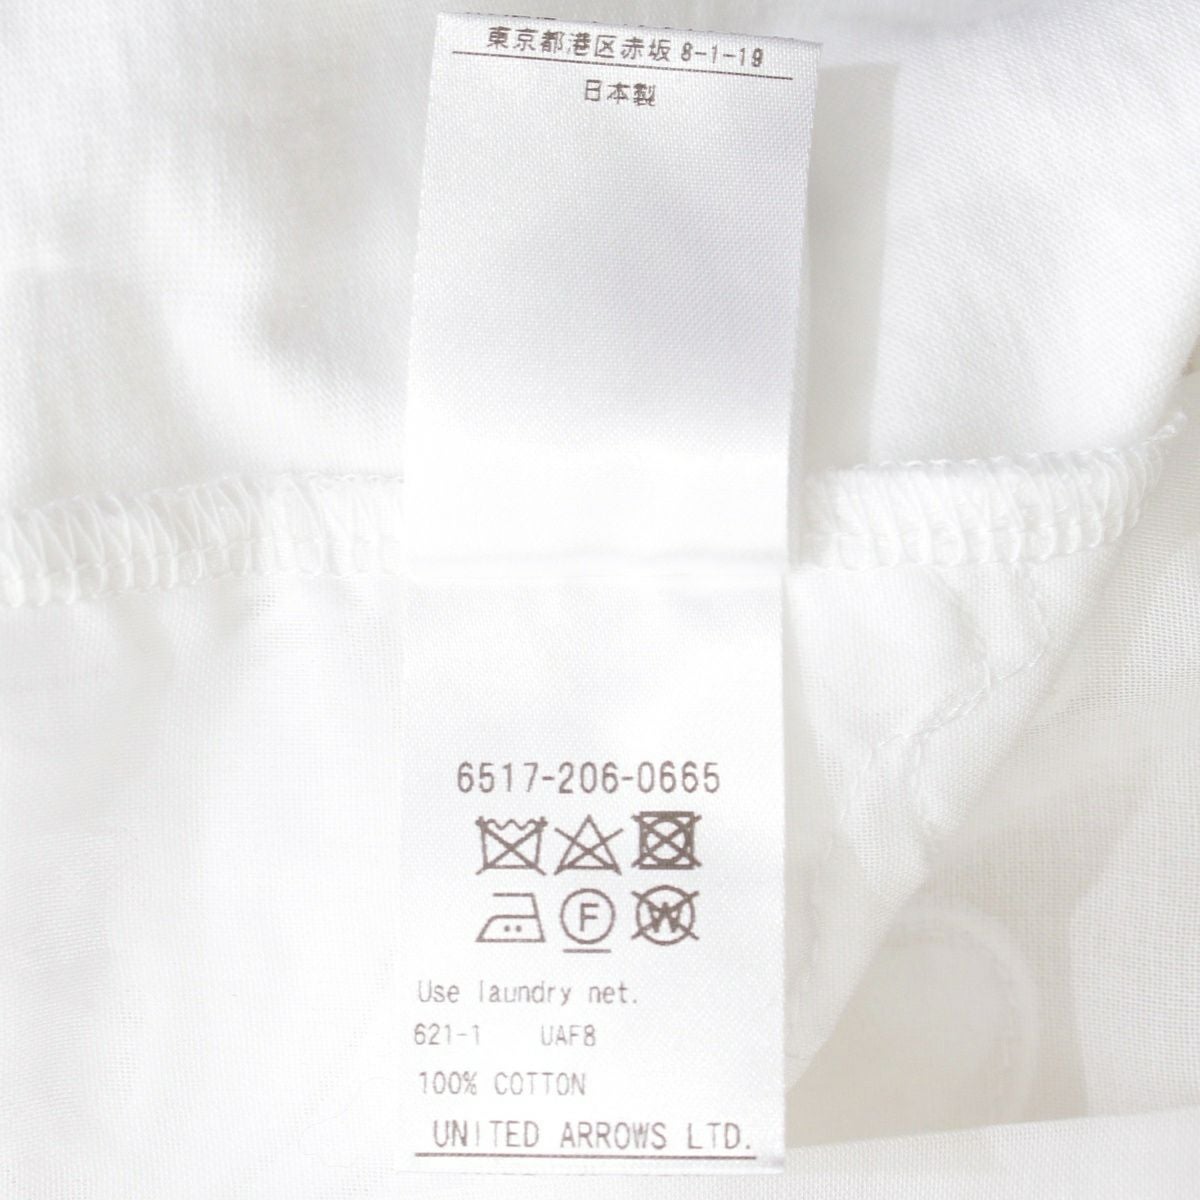 東京都港区赤坂 8-1-19
日本製
6517-206-0665
F W
Use laundry net.
621-1 UAF8
100% COTTON
UNITED ARROWS LTD.